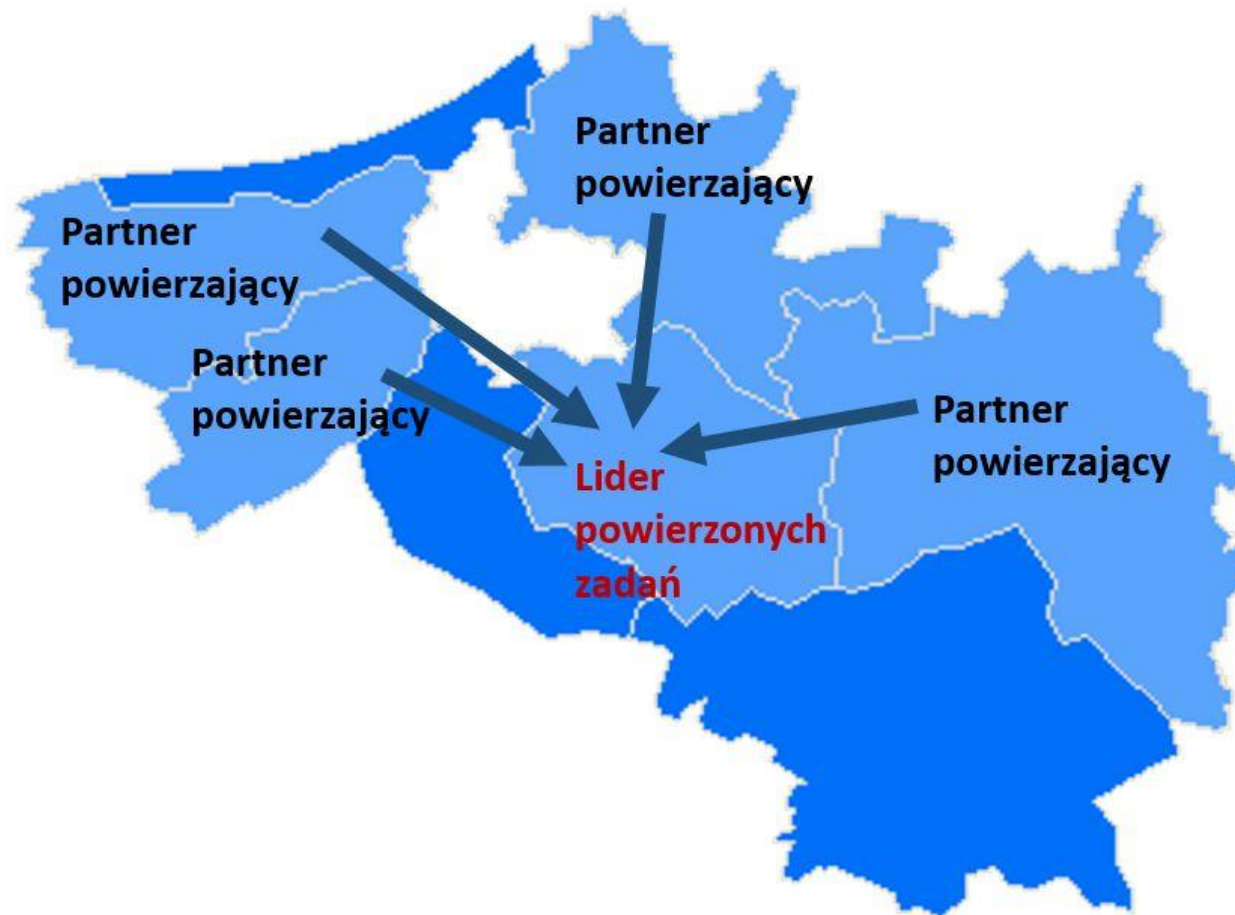 Partner
powierzający
Partner
powierzający
Partner
powierzający
Partner
powierzający
Lider
powierzonych
zadań